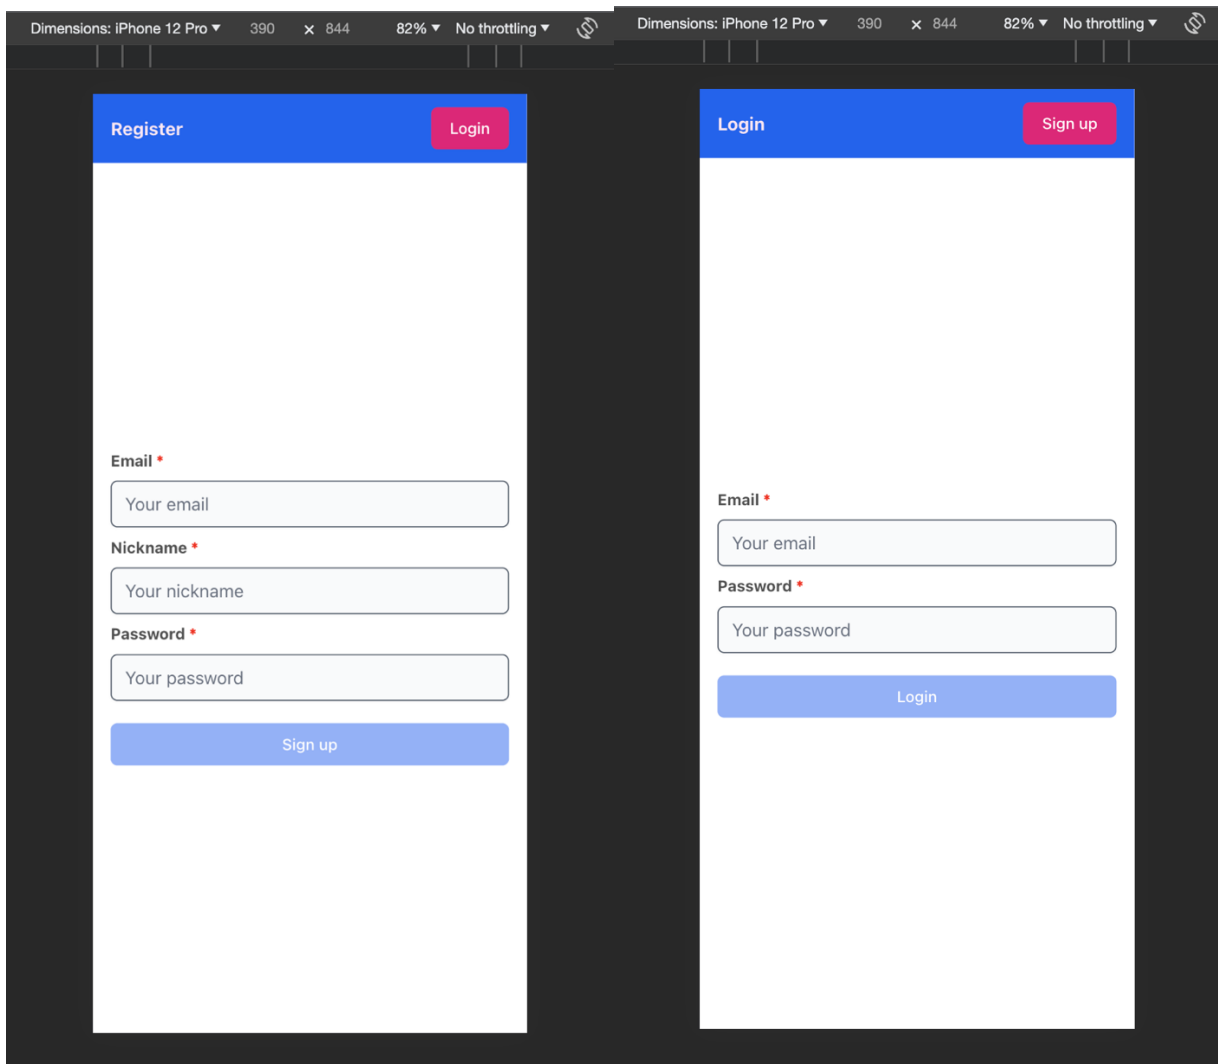 Dimensions: iPhone 12 Pro ▼ 390 × 844 82% ▼ No throttling ▼
Register Login
Email *
Your email
Nickname *
Your nickname
Password *
Your password
Sign up
Dimensions: iPhone 12 Pro ▼ 390 × 844 82% ▼ No throttling ▼
Login Sign up
Email *
Your email
Password *
Your password
Login